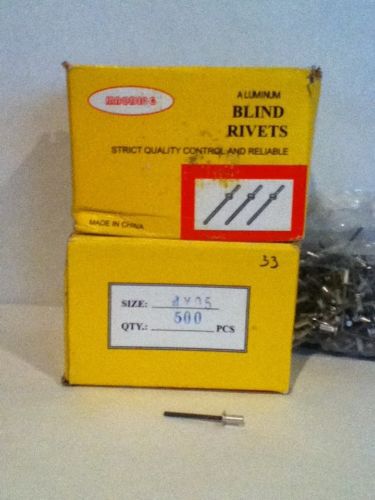 ALUMINUM
BLIND
RIVETS
STRICT QUALITY CONTROL AND RELIABLE
MADE IN CHINA
33
SIZE:
500
QTY.: PCS